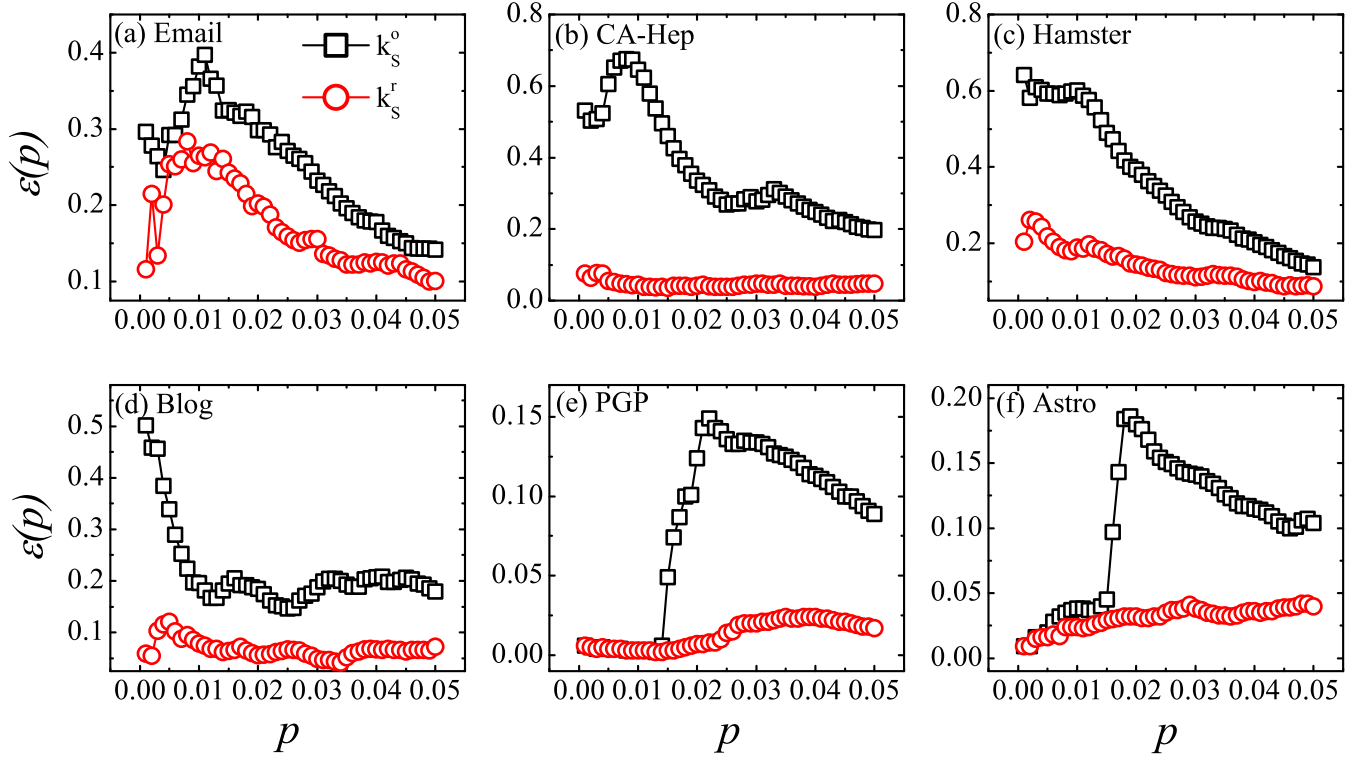 (a) Email
k_S^o
k_S^r
ε(p)
0.4
0.3
0.2
0.1
0.00 0.01 0.02 0.03 0.04 0.05
(b) CA-Hep
0.8
0.6
0.4
0.2
0.0
0.00 0.01 0.02 0.03 0.04 0.05
(c) Hamster
0.8
0.6
0.4
0.2
0.00 0.01 0.02 0.03 0.04 0.05
(d) Blog
ε(p)
0.5
0.4
0.3
0.2
0.1
0.00 0.01 0.02 0.03 0.04 0.05
p
(e) PGP
0.15
0.10
0.05
0.00
0.00 0.01 0.02 0.03 0.04 0.05
p
(f) Astro
0.20
0.15
0.10
0.05
0.00
0.00 0.01 0.02 0.03 0.04 0.05
p